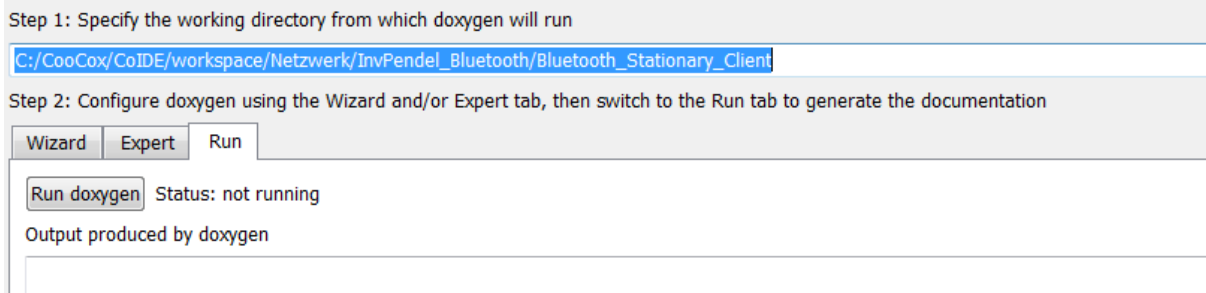 Step 1: Specify the working directory from which doxygen will run
C:/CooCox/CoIDE/workspace/Netzwerk/InvPendel_Bluetooth/Bluetooth_Stationary_Client
Step 2: Configure doxygen using the Wizard and/or Expert tab, then switch to the Run tab to generate the documentation
Wizard Expert Run
Run doxygen Status: not running
Output produced by doxygen